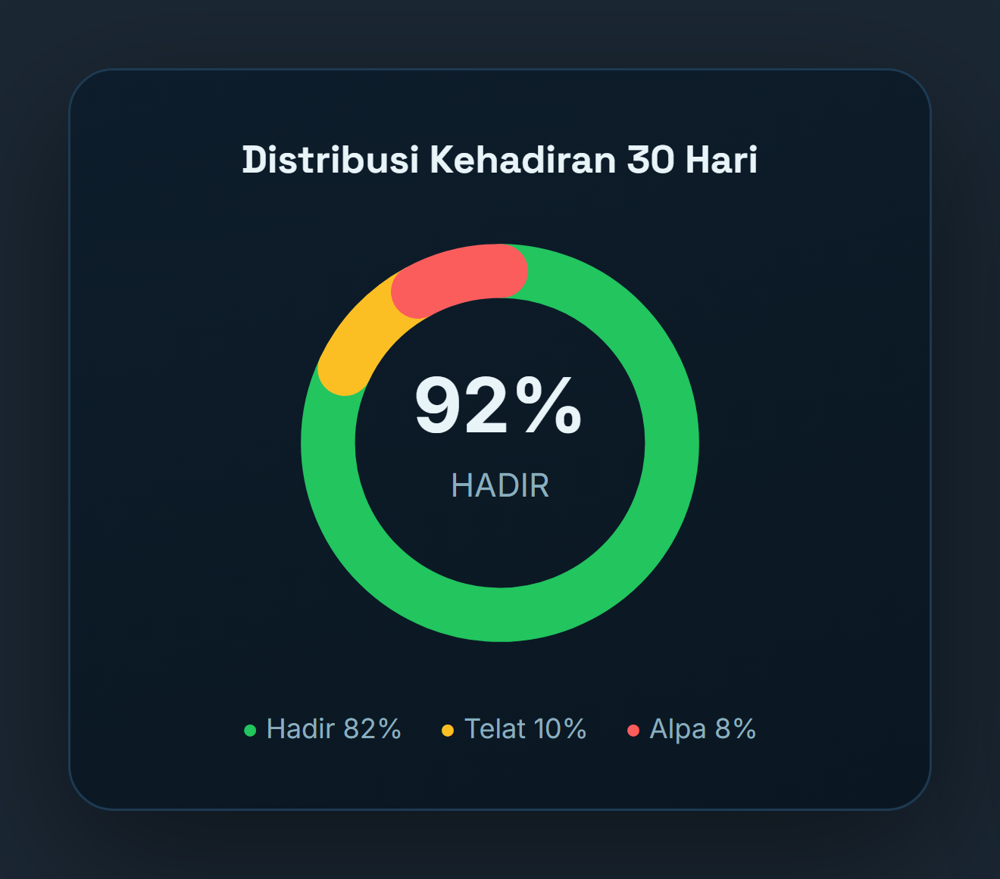 Distribusi Kehadiran 30 Hari
92%
HADIR
Hadir 82% Telat 10% Alpa 8%